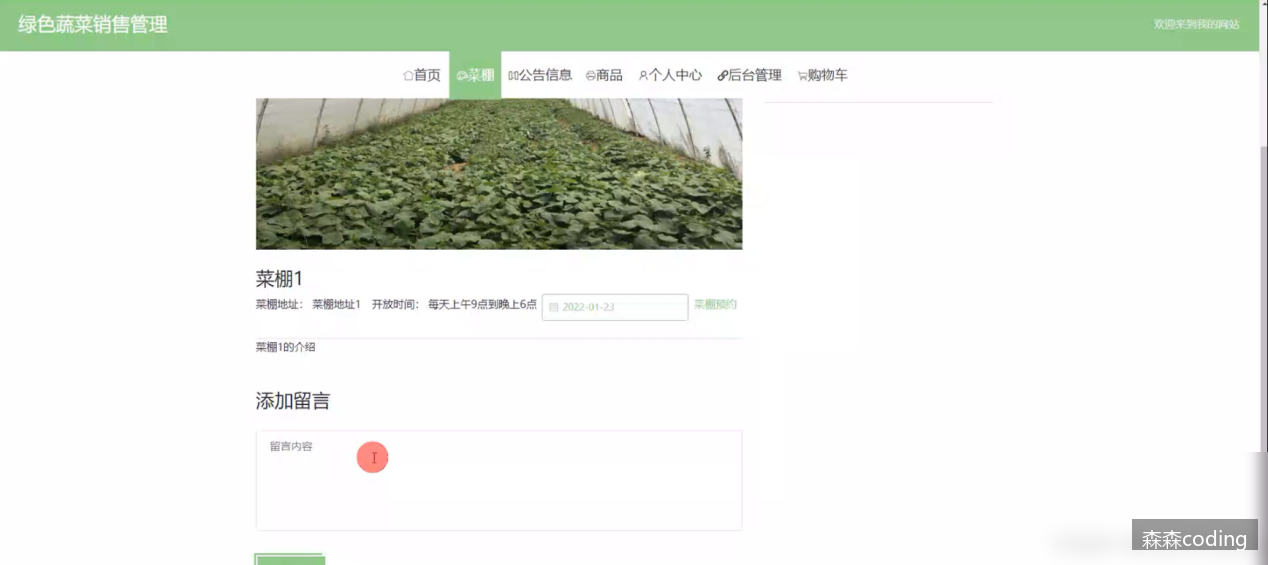 绿色蔬菜销售管理
欢迎来到我的网站
首页 菜棚 公告信息 商品 个人中心 后台管理 购物车
菜棚1
菜棚地址： 菜棚地址1 开放时间： 每天上午9点到晚上6点 2022-01-23 菜棚预约
菜棚1的介绍
添加留言
留言内容
森森coding